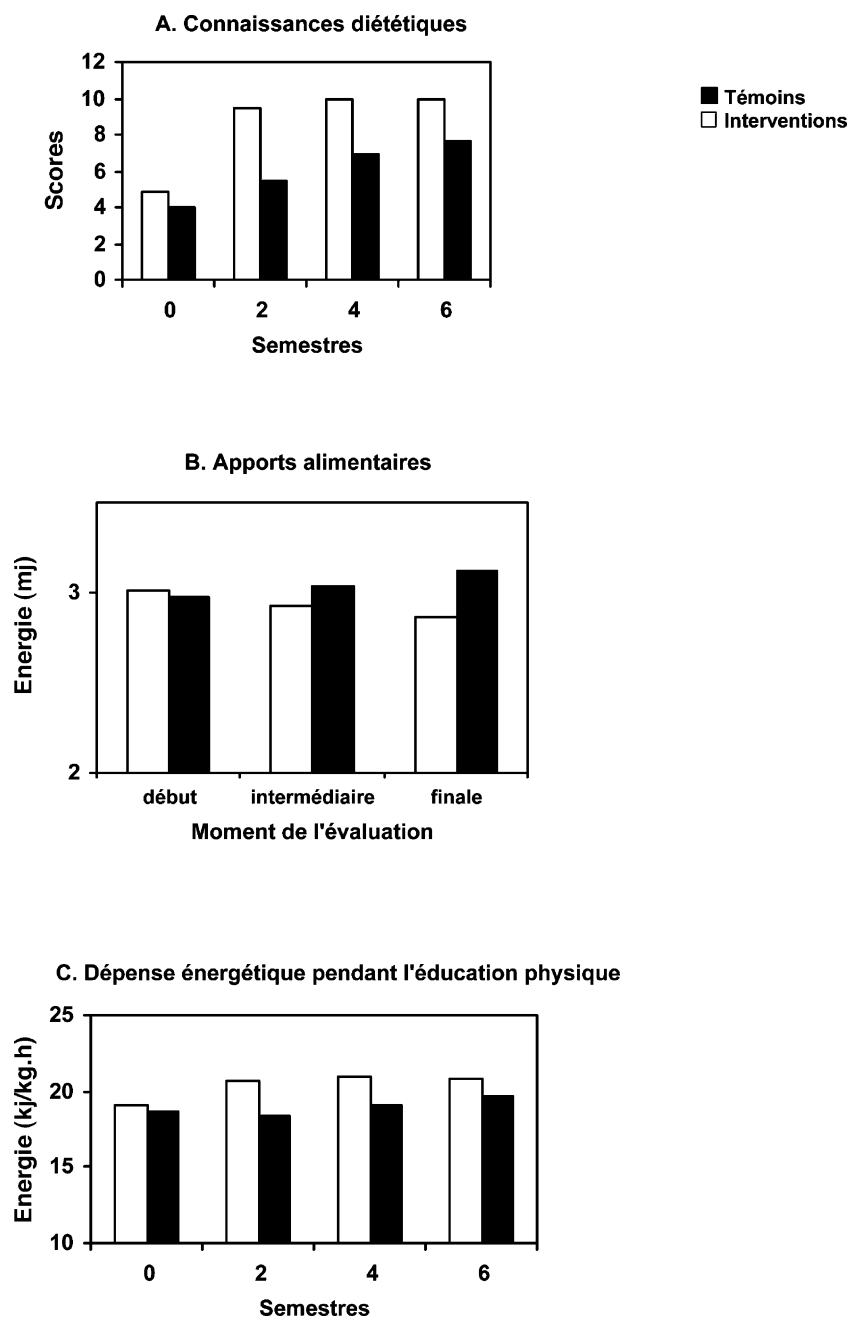 A. Connaissances diététiques
12
10
8
6
4
2
0
Scores
0 2 4 6
Semestres
Témoins
Interventions
B. Apports alimentaires
3
2
Energie (mj)
début intermédiaire finale
Moment de l'évaluation
C. Dépense énergétique pendant l'éducation physique
25
20
15
10
Energie (kj/kg.h)
0 2 4 6
Semestres